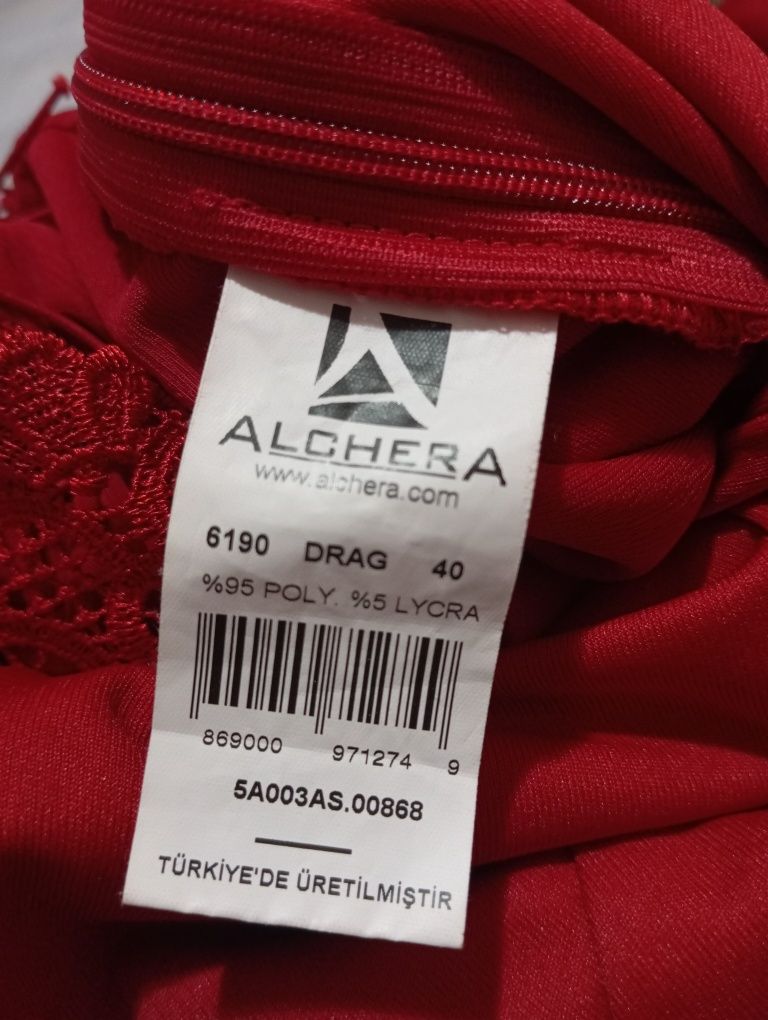 ALCHERA
www.alchera.com
6190 DRAG 40
%95 POLY. %5 LYCRA
869000 971274 9
5A003AS.00868
TÜRKİYE'DE ÜRETİLMİŞTİR